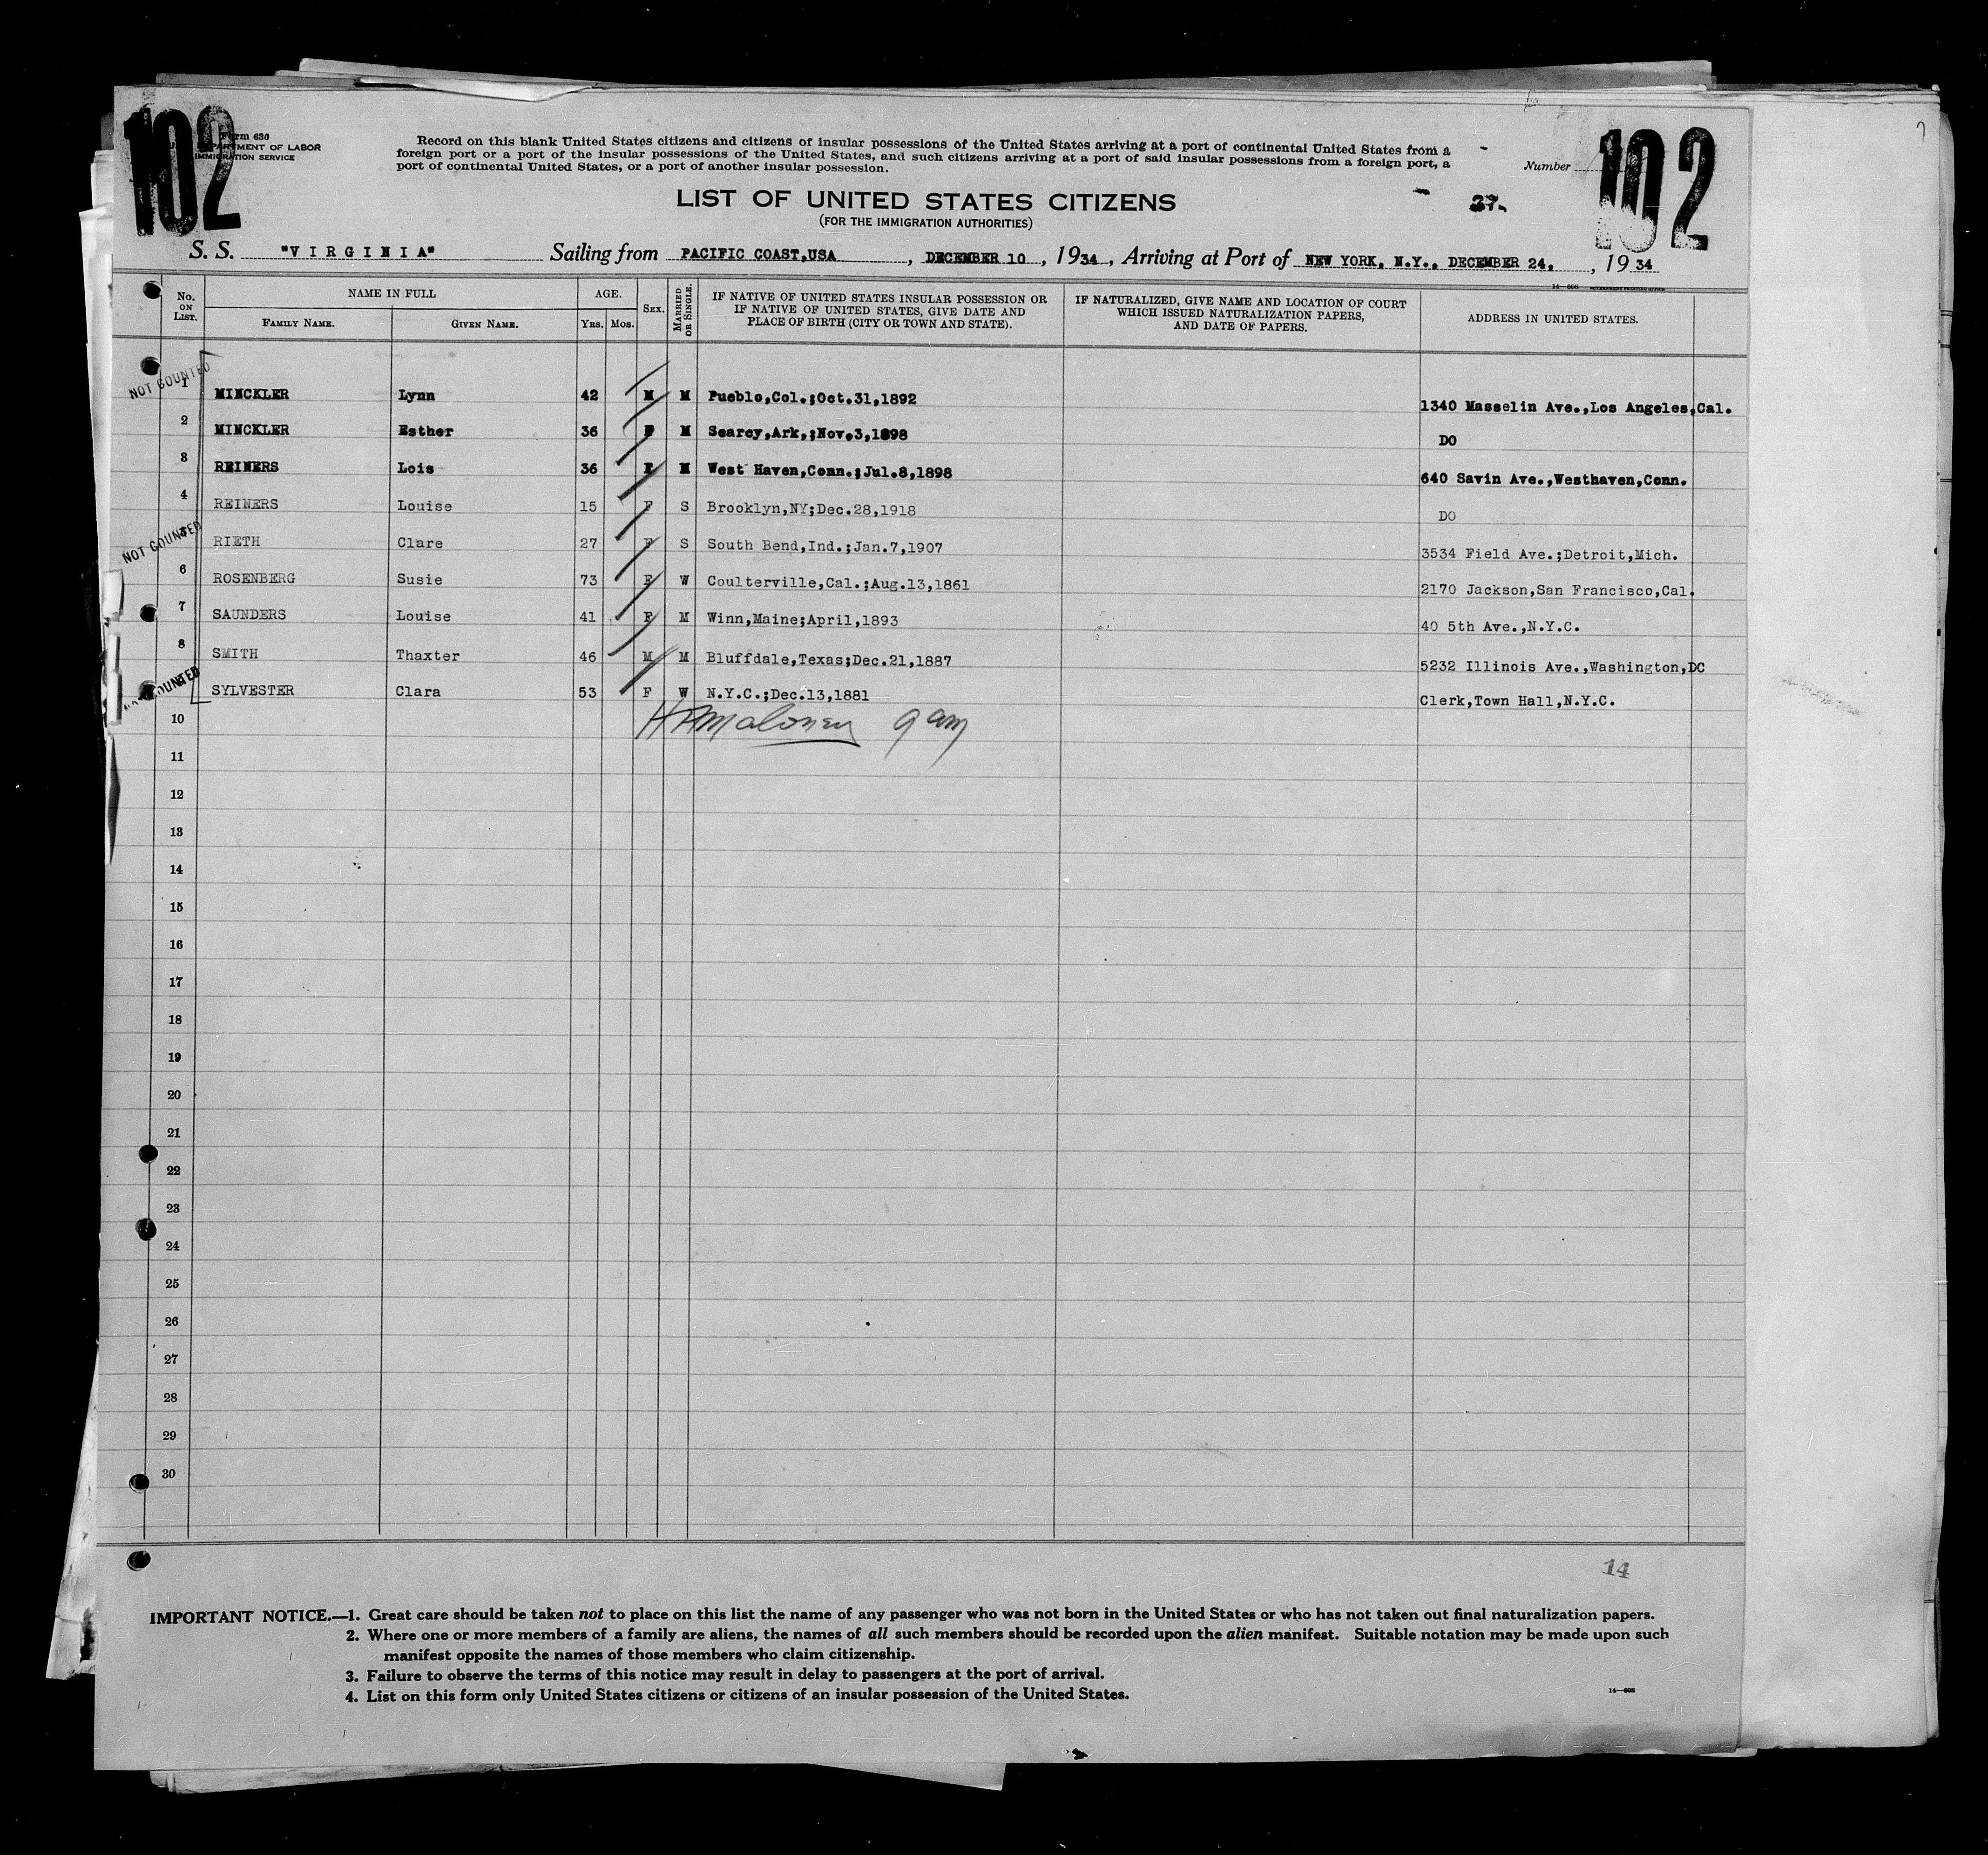 102
102
Form 630
DEPARTMENT OF LABOR
IMMIGRATION SERVICE
Record on this blank United States citizens and citizens of insular possessions of the United States arriving at a port of continental United States from a
foreign port or a port of the insular possessions of the United States, and such citizens arriving at a port of said insular possessions from a foreign port, a
port of continental United States, or a port of another insular possession.
Number
LIST OF UNITED STATES CITIZENS
(FOR THE IMMIGRATION AUTHORITIES)
27.
S. S. "VIRGINIA" Sailing from PACIFIC COAST,USA, DECEMBER 10, 1934, Arriving at Port of NEW YORK, N.Y., DECEMBER 24, , 1934
14—608 GOVERNMENT PRINTING OFFICE
No. ON LIST. NAME IN FULL AGE. SEX. MARRIED OR SINGLE. IF NATIVE OF UNITED STATES INSULAR POSSESSION OR IF NATIVE OF UNITED STATES, GIVE DATE AND PLACE OF BIRTH (CITY OR TOWN AND STATE). IF NATURALIZED, GIVE NAME AND LOCATION OF COURT WHICH ISSUED NATURALIZATION PAPERS, AND DATE OF PAPERS. ADDRESS IN UNITED STATES.
FAMILY NAME. GIVEN NAME. YRS. MOS.
NOT COUNTED
1 MINCKLER Lynn 42 M M Pueblo,Col.;Oct.31,1892 1340 Masselin Ave.,Los Angeles,Cal.
2 MINCKLER Esther 36 F M Searcy,Ark,;Nov.3,1898 DO
3 REINERS Lois 36 F M West Haven,Conn.;Jul.8,1898 640 Savin Ave.,Westhaven,Conn.
4 REINERS Louise 15 F S Brooklyn,NY;Dec.28,1918 DO
NOT COUNTED
5 RIETH Clare 27 F S South Bend,Ind.;Jan.7,1907 3534 Field Ave.;Detroit,Mich.
6 ROSENBERG Susie 73 F W Coulterville,Cal.;Aug.13,1861 2170 Jackson,San Francisco,Cal.
7 SAUNDERS Louise 41 F M Winn,Maine;April,1893 40 5th Ave.,N.Y.C.
8 SMITH Thaxter 46 M M Bluffdale,Texas;Dec.21,1887 5232 Illinois Ave.,Washington,DC
COUNTED
9 SYLVESTER Clara 53 F W N.Y.C.;Dec.13,1881 Clerk,Town Hall,N.Y.C.
10 Maloney 9 am
11
12
13
14
15
16
17
18
19
20
21
22
23
24
25
26
27
28
29
30
14
IMPORTANT NOTICE.—1. Great care should be taken not to place on this list the name of any passenger who was not born in the United States or who has not taken out final naturalization papers.
2. Where one or more members of a family are aliens, the names of all such members should be recorded upon the alien manifest. Suitable notation may be made upon such
manifest opposite the names of those members who claim citizenship.
3. Failure to observe the terms of this notice may result in delay to passengers at the port of arrival.
4. List on this form only United States citizens or citizens of an insular possession of the United States.
14—608